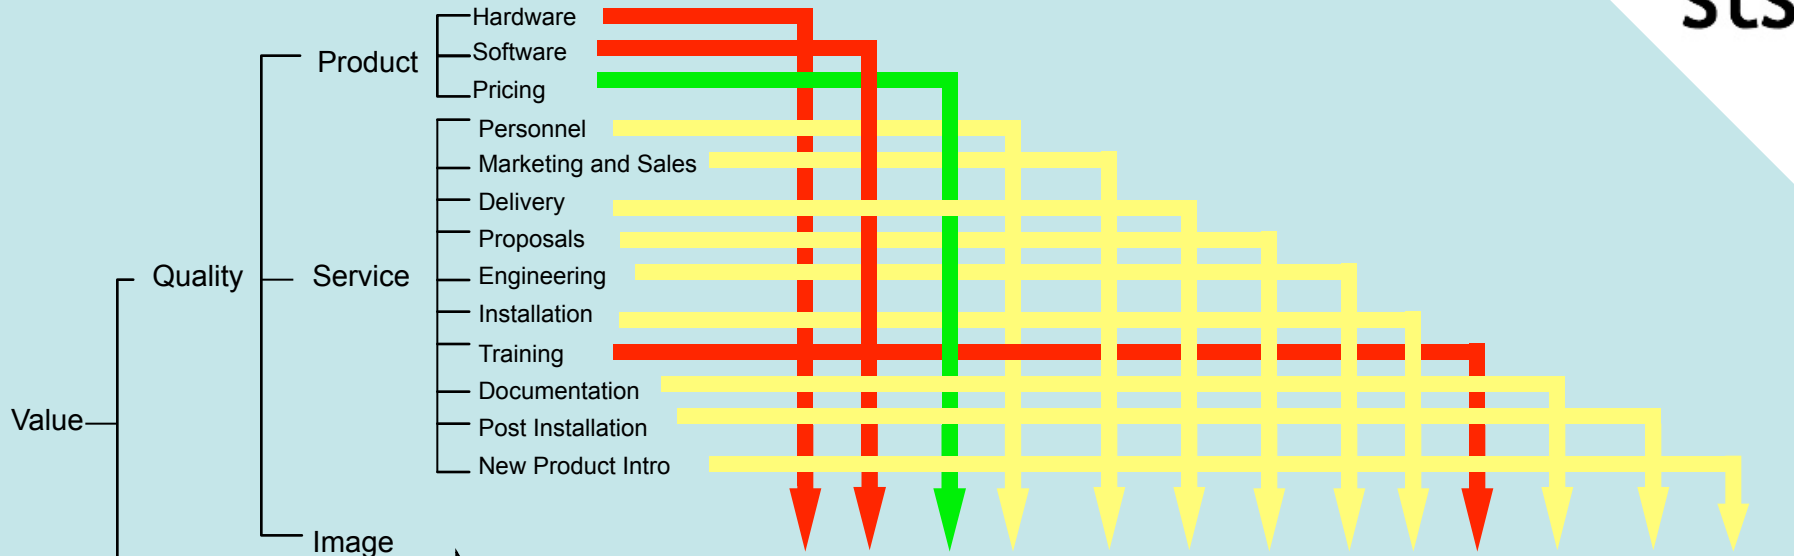 Hardware
Software
Product
Pricing
Personnel
Marketing and Sales
Delivery
Proposals
Quality
Service
Engineering
Installation
Training
Documentation
Value
Post Installation
New Product Intro
Image